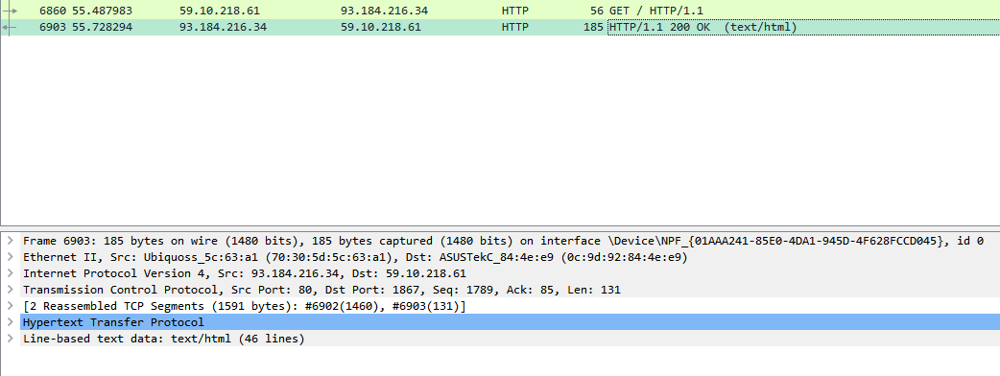 6860 55.487983 59.10.218.61 93.184.216.34 HTTP 56 GET / HTTP/1.1
6903 55.728294 93.184.216.34 59.10.218.61 HTTP 185 HTTP/1.1 200 OK (text/html)
Frame 6903: 185 bytes on wire (1480 bits), 185 bytes captured (1480 bits) on interface \Device\NPF_{01AAA241-85E0-4DA1-945D-4F628FCCD045}, id 0
Ethernet II, Src: Ubiquoss_5c:63:a1 (70:30:5d:5c:63:a1), Dst: ASUSTekC_84:4e:e9 (0c:9d:92:84:4e:e9)
Internet Protocol Version 4, Src: 93.184.216.34, Dst: 59.10.218.61
Transmission Control Protocol, Src Port: 80, Dst Port: 1867, Seq: 1789, Ack: 85, Len: 131
[2 Reassembled TCP Segments (1591 bytes): #6902(1460), #6903(131)]
Hypertext Transfer Protocol
Line-based text data: text/html (46 lines)